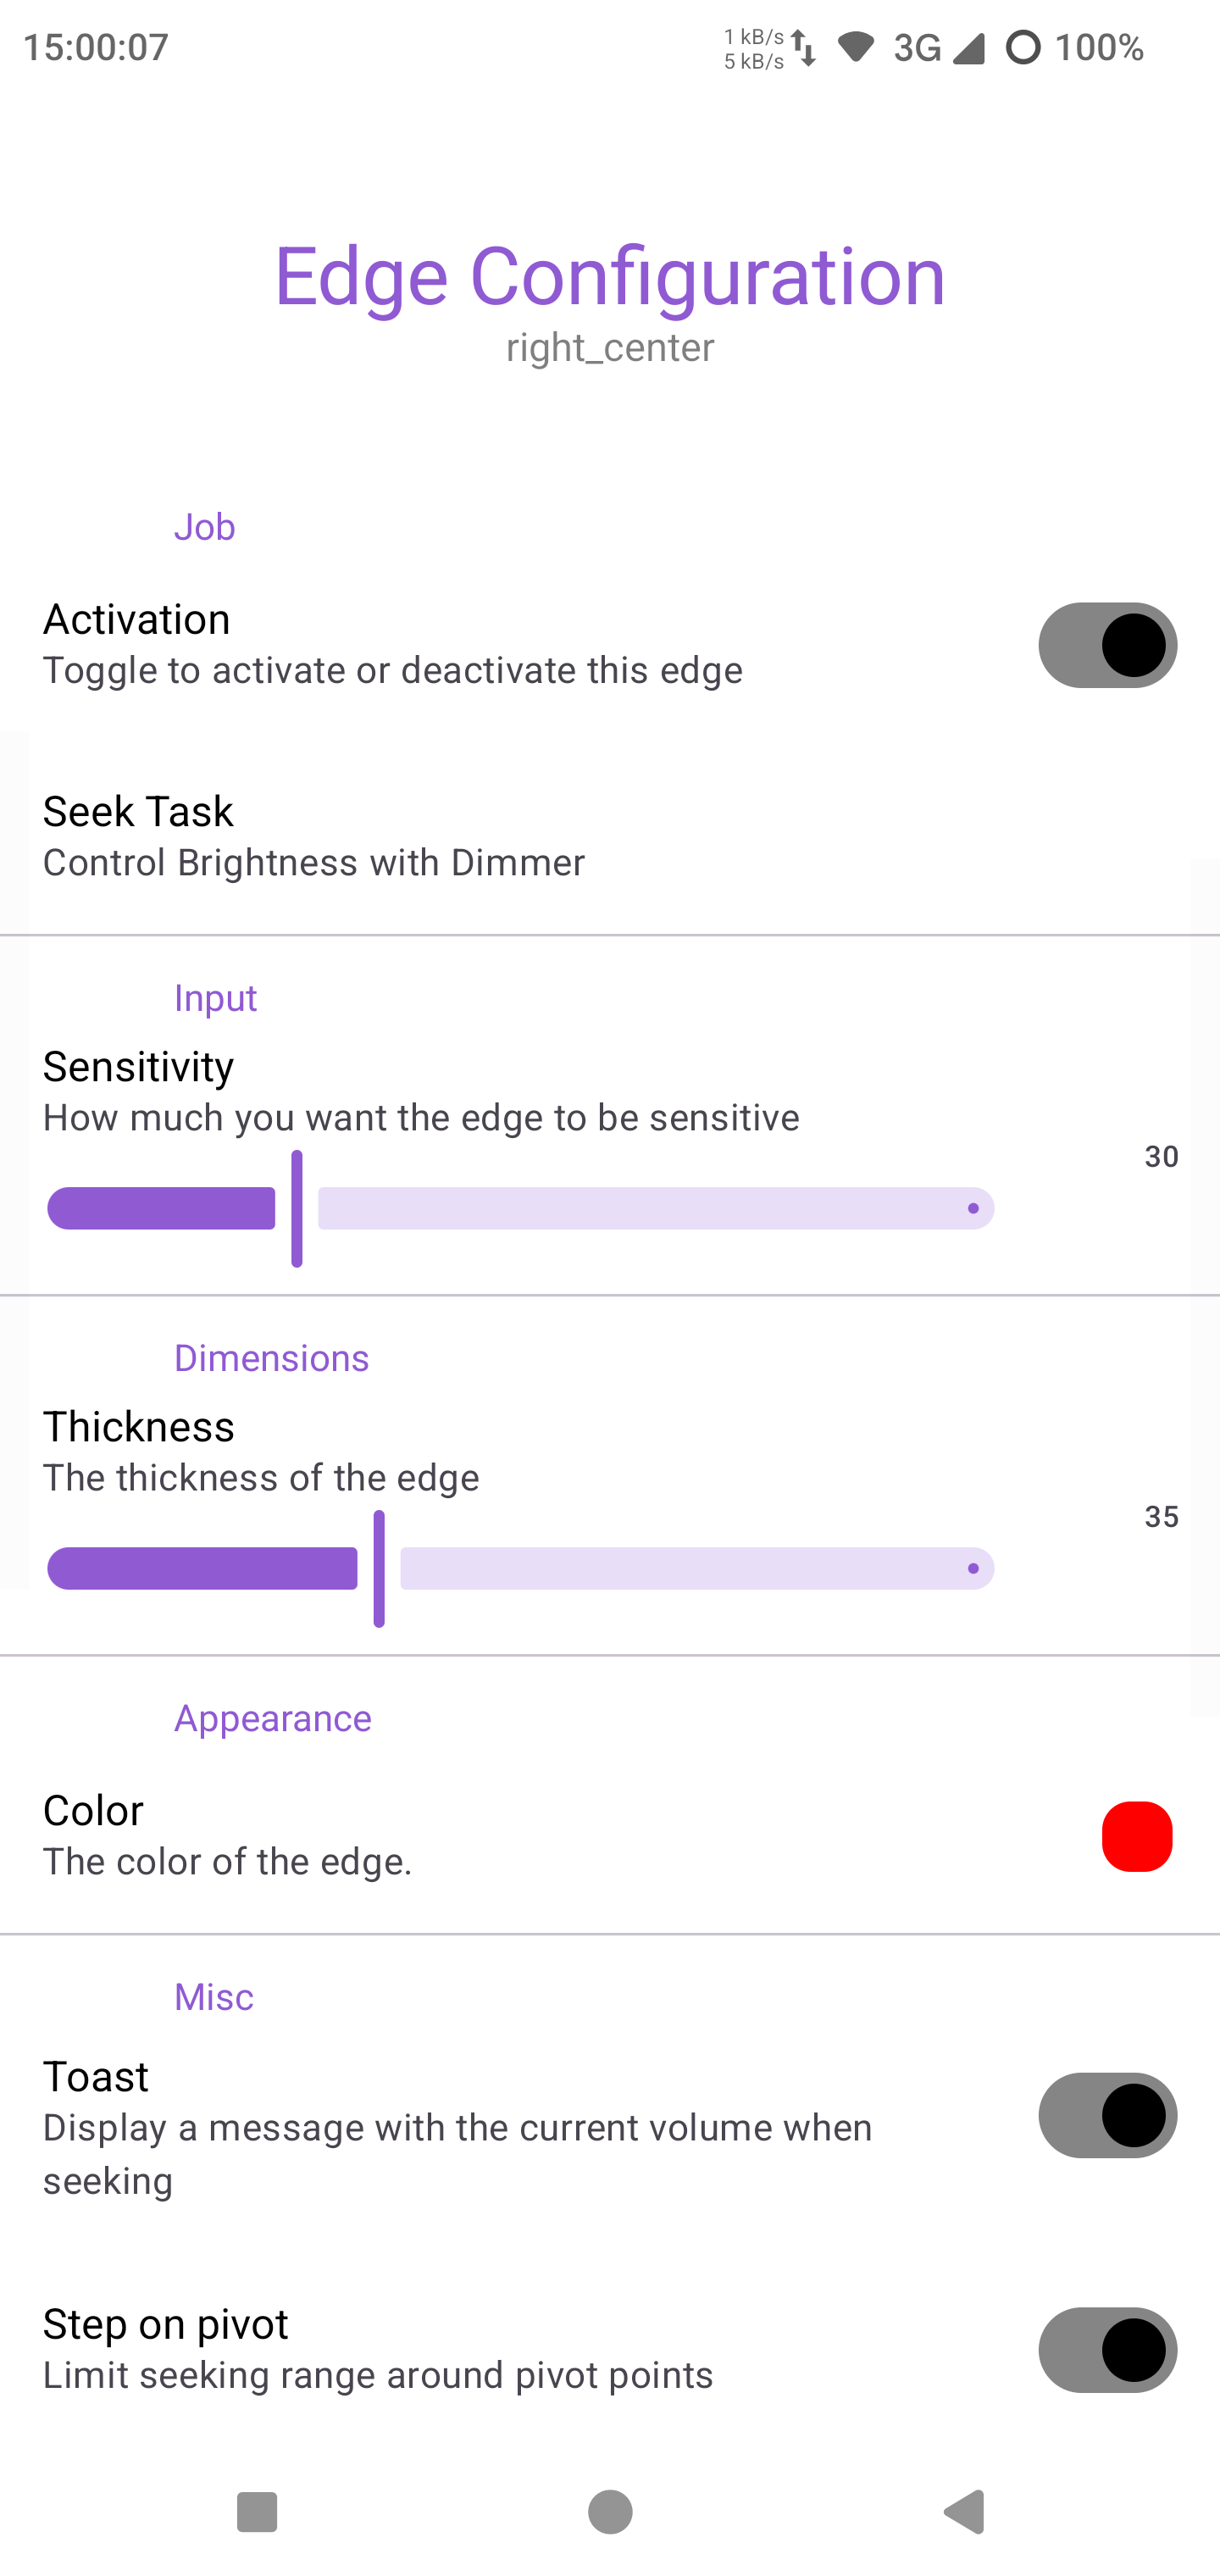 15:00:07
1 kB/s
5 kB/s
3G
100%
Edge Configuration
right_center
Job
Activation
Toggle to activate or deactivate this edge
Seek Task
Control Brightness with Dimmer
Input
Sensitivity
How much you want the edge to be sensitive
30
Dimensions
Thickness
The thickness of the edge
35
Appearance
Color
The color of the edge.
Misc
Toast
Display a message with the current volume when
seeking
Step on pivot
Limit seeking range around pivot points